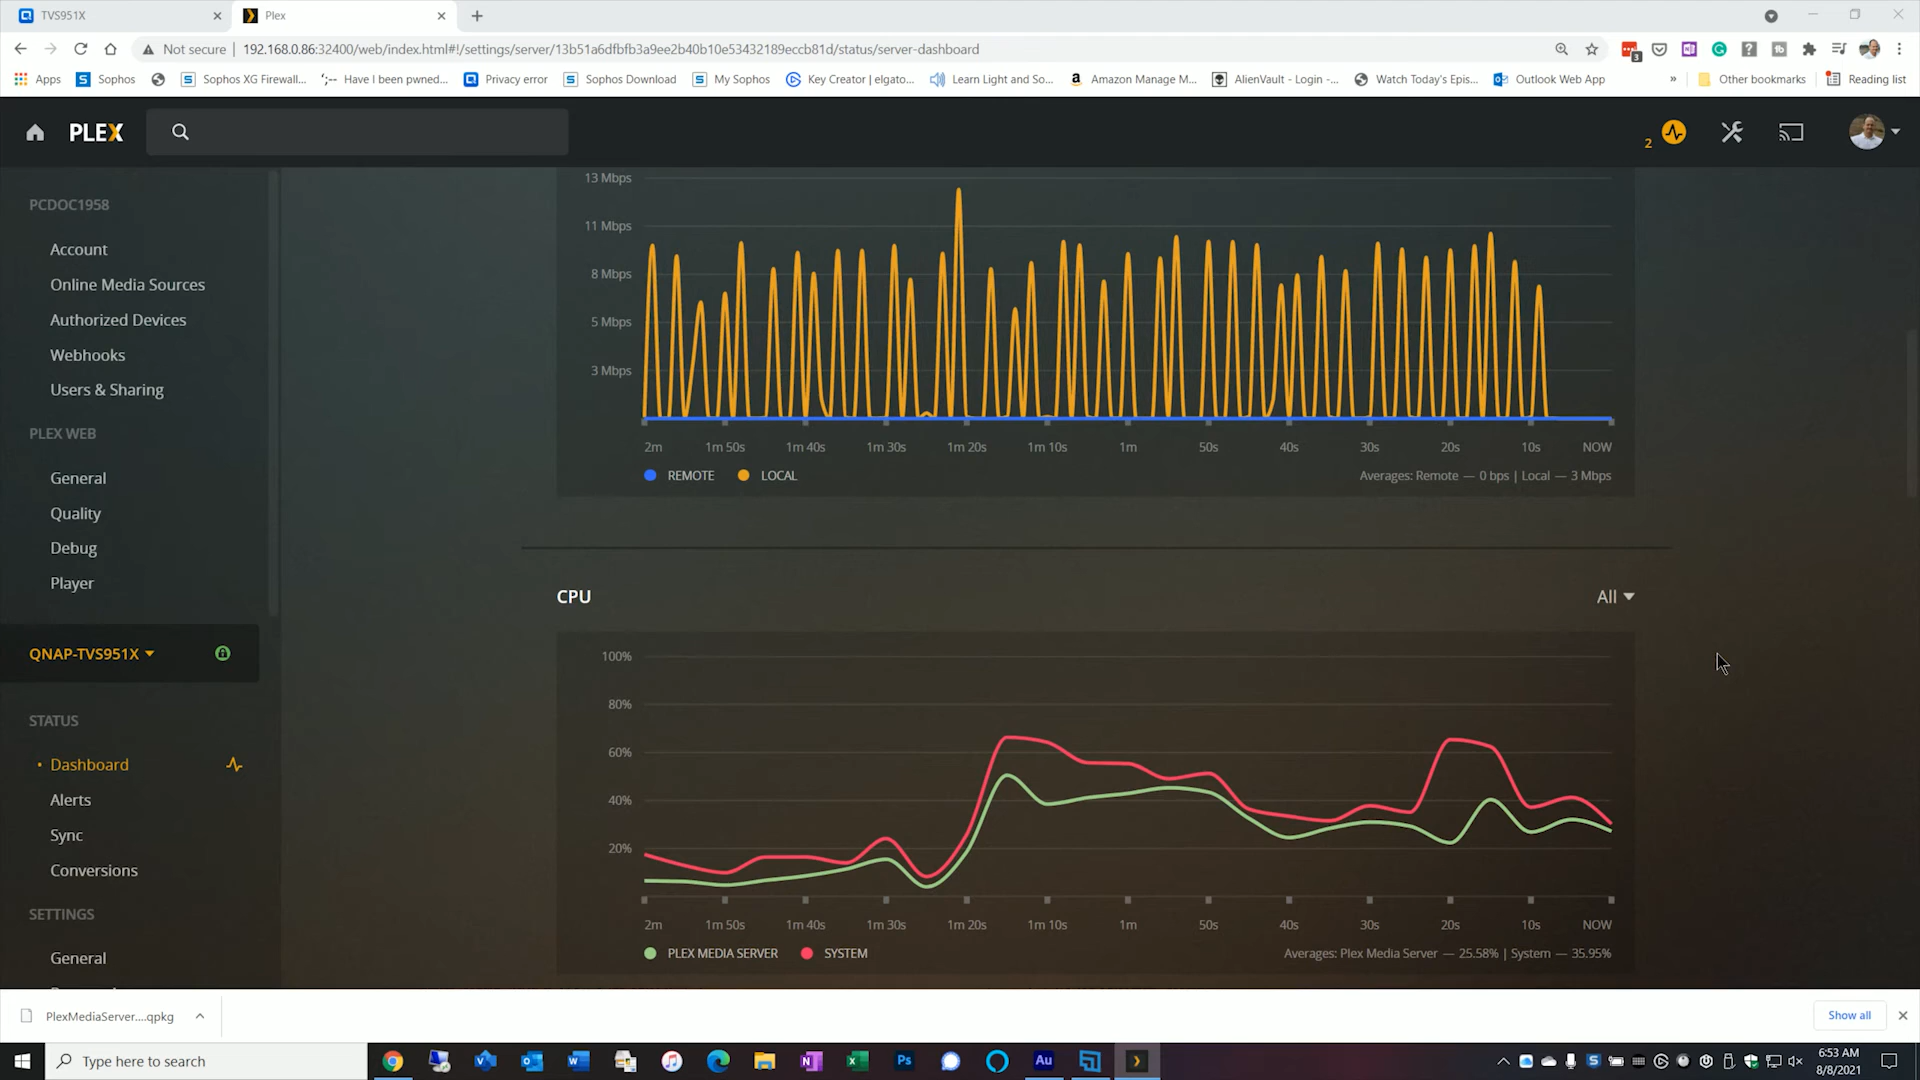 TVS951X
Plex
Not secure | 192.168.0.86:32400/web/index.html#!/settings/server/13b51a6dfbfb3a9ee2b40b10e53432189eccb81d/status/server-dashboard
3
Apps
Sophos
Sophos XG Firewall...
Have I been pwned...
Privacy error
Sophos Download
My Sophos
Key Creator | elgato...
Learn Light and So...
Amazon Manage M...
AlienVault - Login -...
Watch Today's Epis...
Outlook Web App
»
Other bookmarks
Reading list
PLEX
2
PCDOC1958
Account
Online Media Sources
Authorized Devices
Webhooks
Users & Sharing
PLEX WEB
General
Quality
Debug
Player
QNAP-TVS951X
STATUS
• Dashboard
Alerts
Sync
Conversions
SETTINGS
General
13 Mbps
11 Mbps
8 Mbps
5 Mbps
3 Mbps
2m 1m 50s 1m 40s 1m 30s 1m 20s 1m 10s 1m 50s 40s 30s 20s 10s NOW
REMOTE LOCAL
Averages: Remote — 0 bps | Local — 3 Mbps
CPU
All
100%
80%
60%
40%
20%
2m 1m 50s 1m 40s 1m 30s 1m 20s 1m 10s 1m 50s 40s 30s 20s 10s NOW
PLEX MEDIA SERVER SYSTEM
Averages: Plex Media Server — 25.58% | System — 35.95%
PlexMediaServer....qpkg
Show all
Type here to search
Ps
Au
6:53 AM
8/8/2021